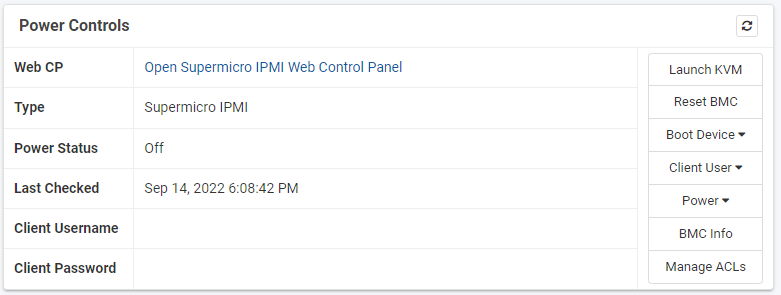 Power Controls
Web CP
Open Supermicro IPMI Web Control Panel
Type
Supermicro IPMI
Power Status
Off
Last Checked
Sep 14, 2022 6:08:42 PM
Client Username
Client Password
Launch KVM
Reset BMC
Boot Device
Client User
Power
BMC Info
Manage ACLs